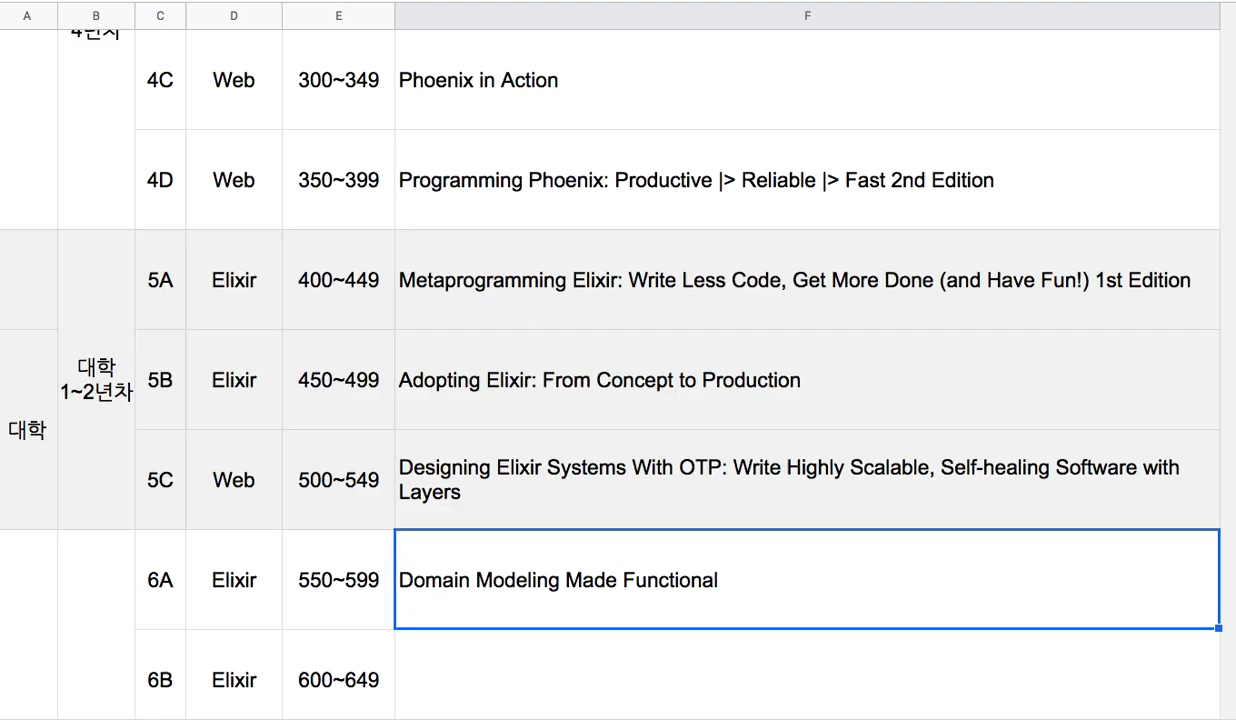 A B C D E F
4년차
4C Web 300~349 Phoenix in Action
4D Web 350~399 Programming Phoenix: Productive |> Reliable |> Fast 2nd Edition
5A Elixir 400~449 Metaprogramming Elixir: Write Less Code, Get More Done (and Have Fun!) 1st Edition
대학
1~2년차
5B Elixir 450~499 Adopting Elixir: From Concept to Production
대학
5C Web 500~549 Designing Elixir Systems With OTP: Write Highly Scalable, Self-healing Software with
Layers
6A Elixir 550~599 Domain Modeling Made Functional
6B Elixir 600~649